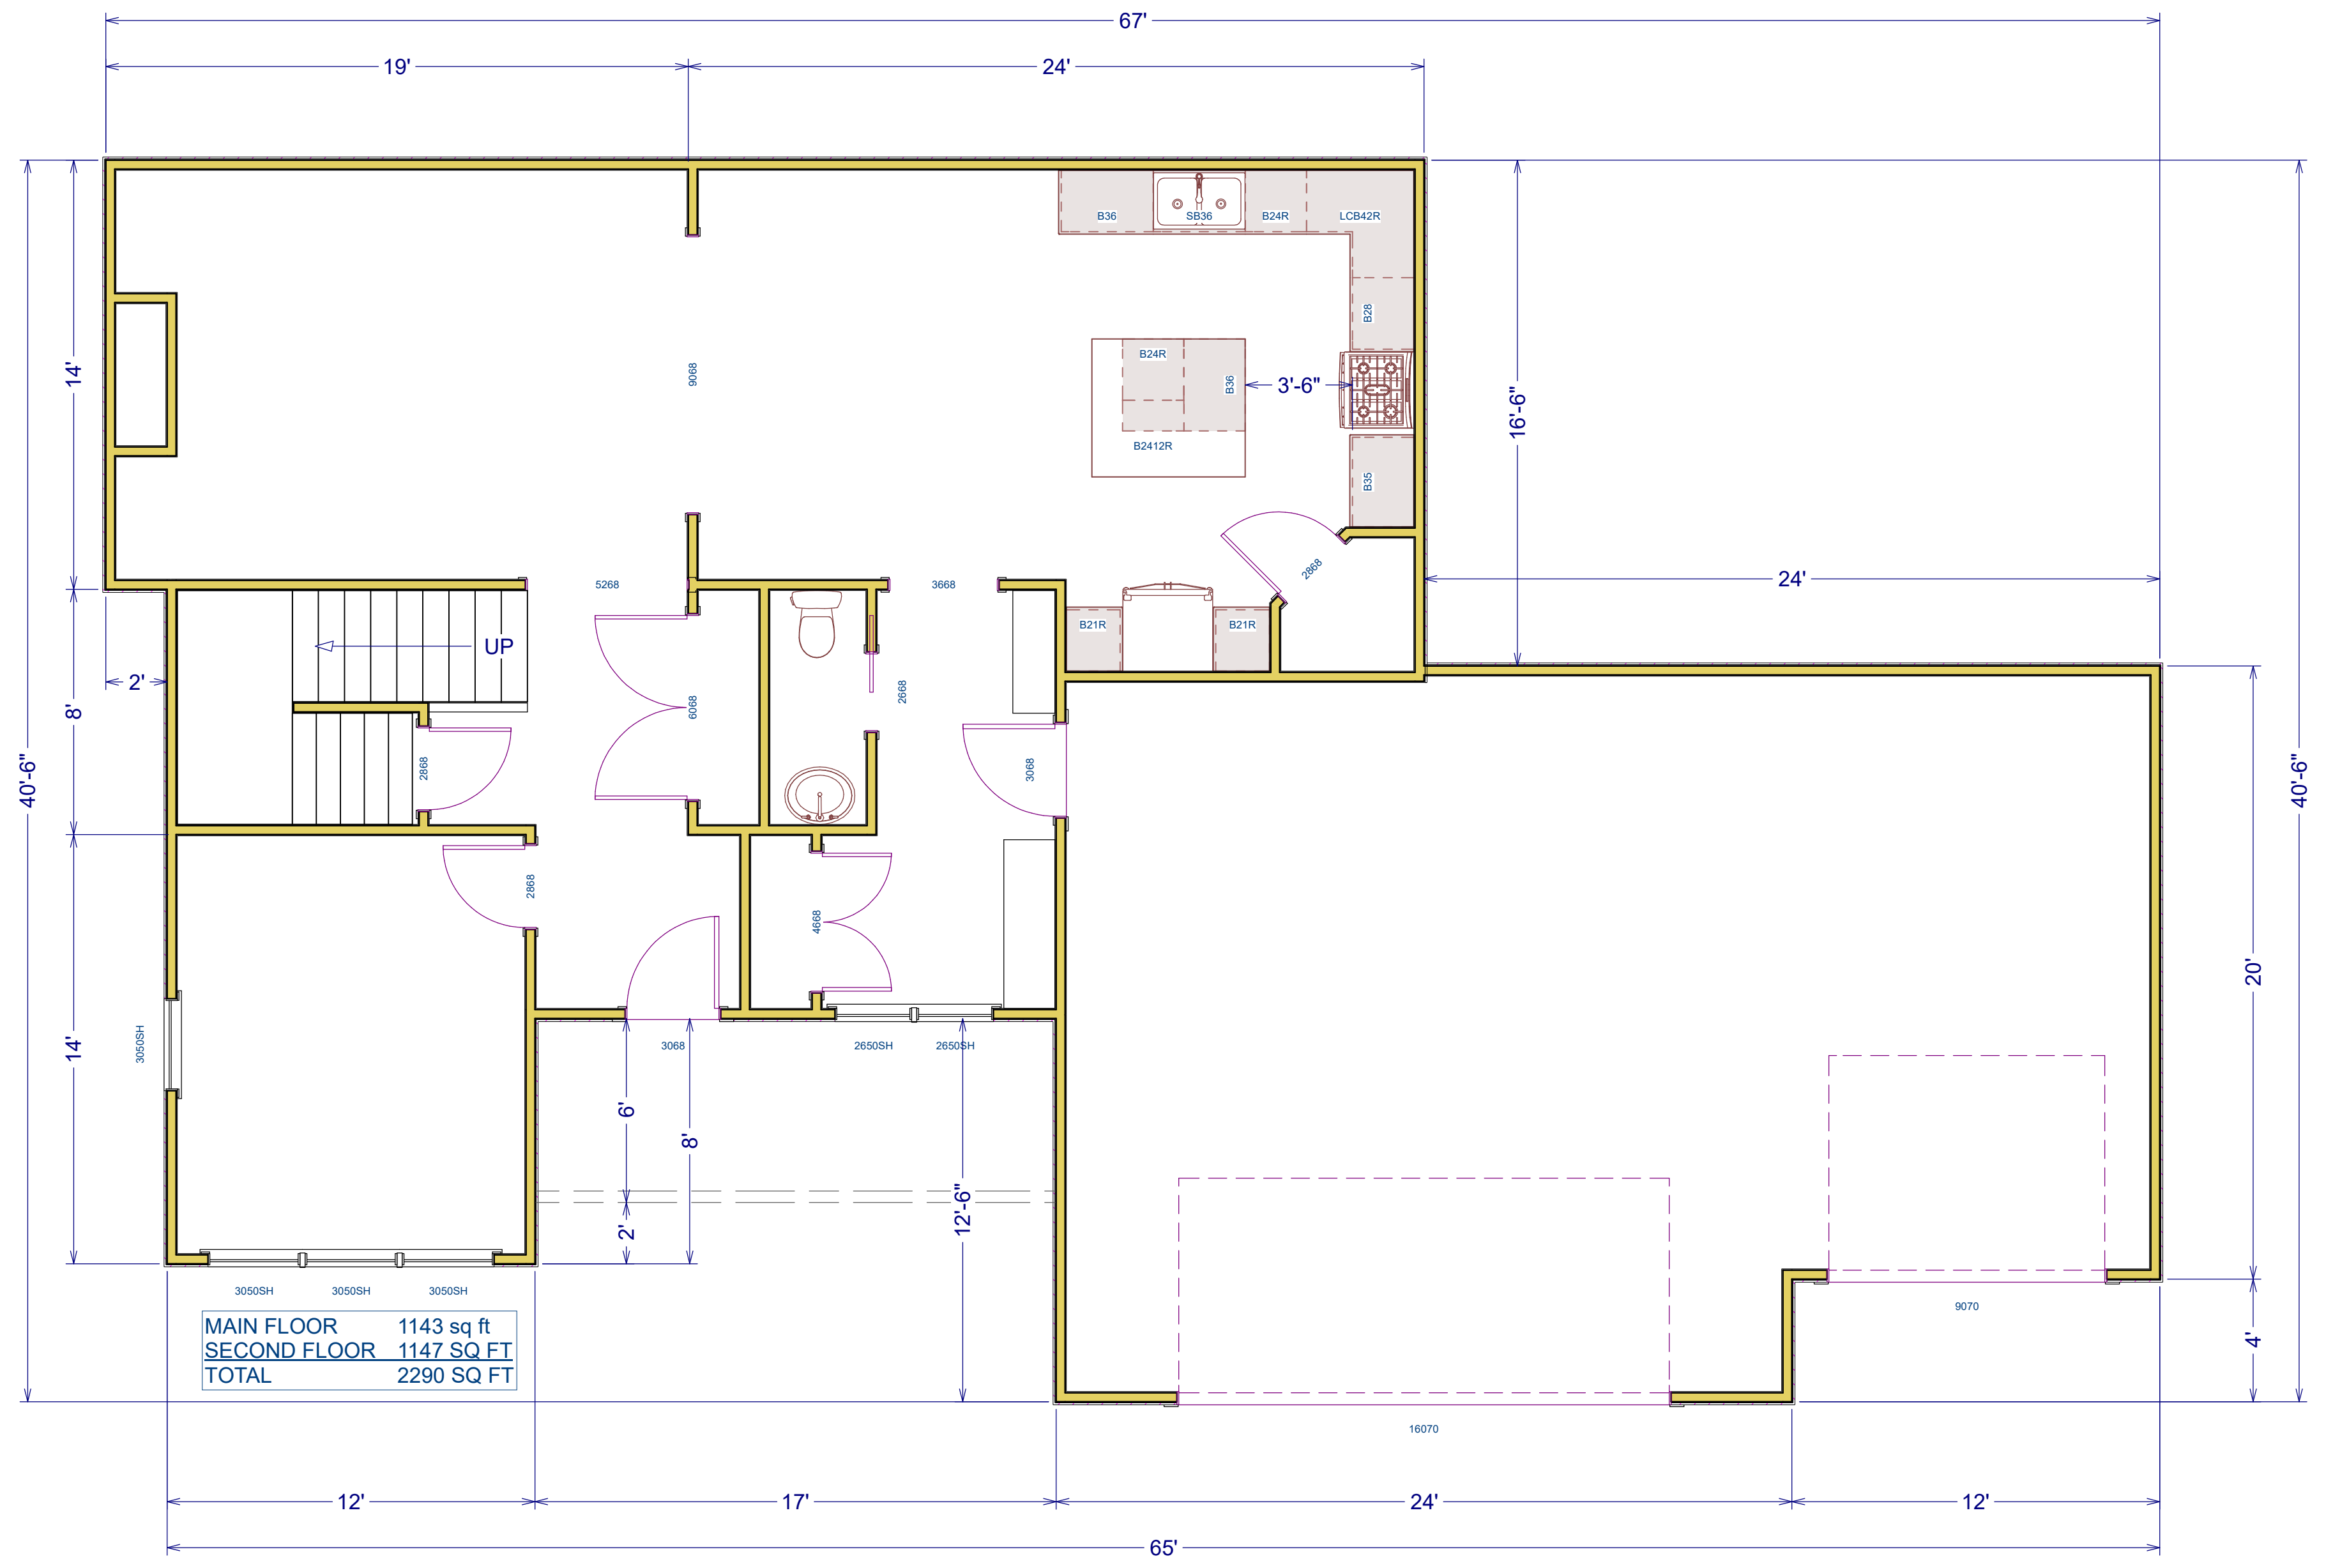 67'
19'
24'
B36
SB36
B24R
LCB42R
B28
14'
9068
B24R
B36
3'-6"
16'-6"
B2412R
B35
2868
5268
3668
24'
UP
B21R
B21R
2'
8'
6068
2668
40'-6"
2868
3068
40'-6"
2868
4668
20'
14'
3050SH
3068
2650SH
2650SH
6'
8'
12'-6"
2'
3050SH
3050SH
3050SH
9070
MAIN FLOOR 1143 sq ft
SECOND FLOOR 1147 SQ FT
TOTAL 2290 SQ FT
4'
16070
12'
17'
24'
12'
65'